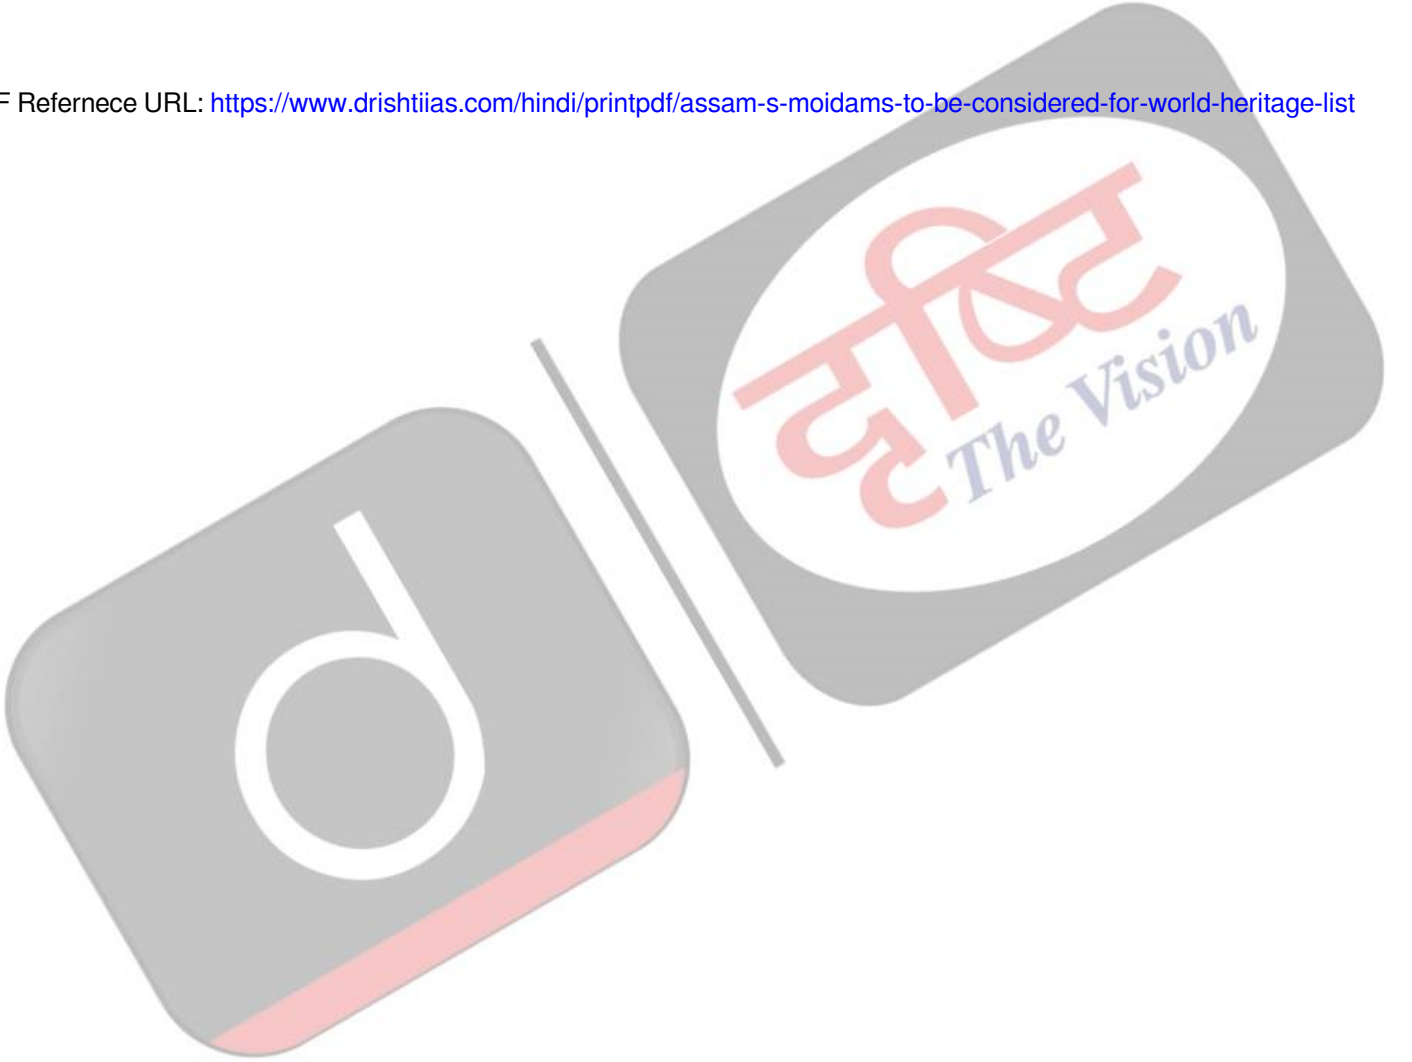 F Refernece URL: https://www.drishtiias.com/hindi/printpdf/assam-s-moidams-to-be-considered-for-world-heritage-list
दृष्टि
The Vision
d